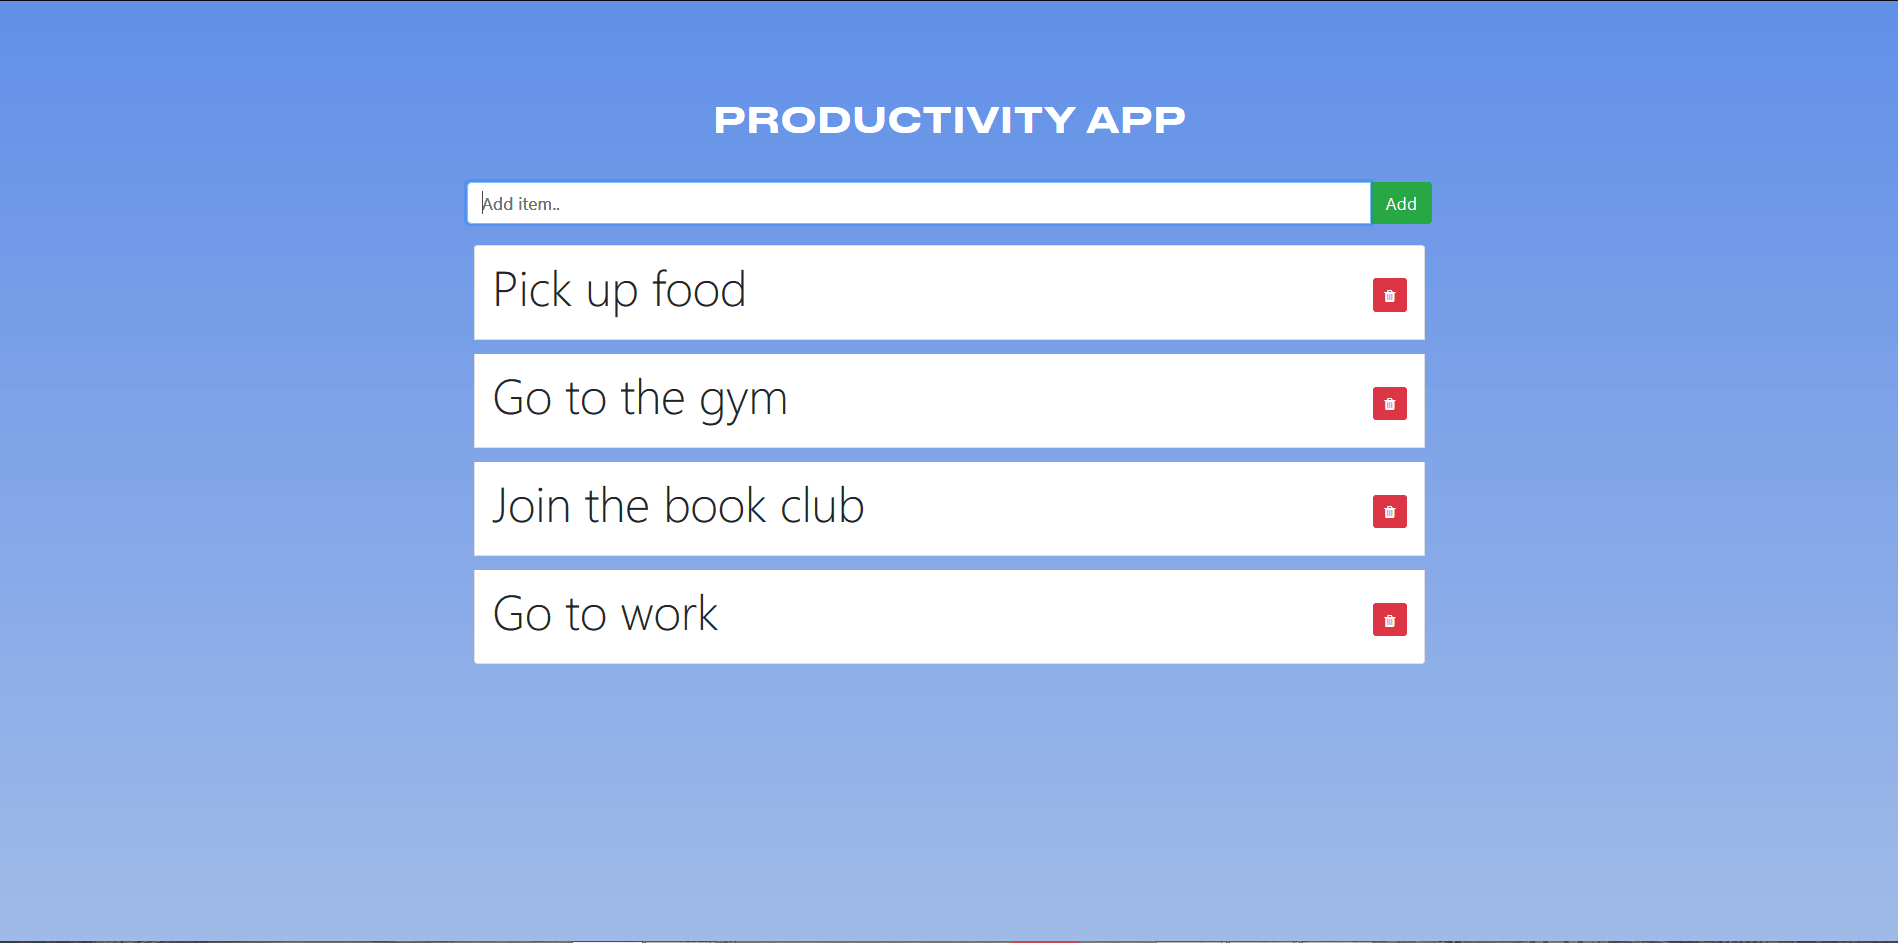 PRODUCTIVITY APP
Add item..
Add
Pick up food
Go to the gym
Join the book club
Go to work